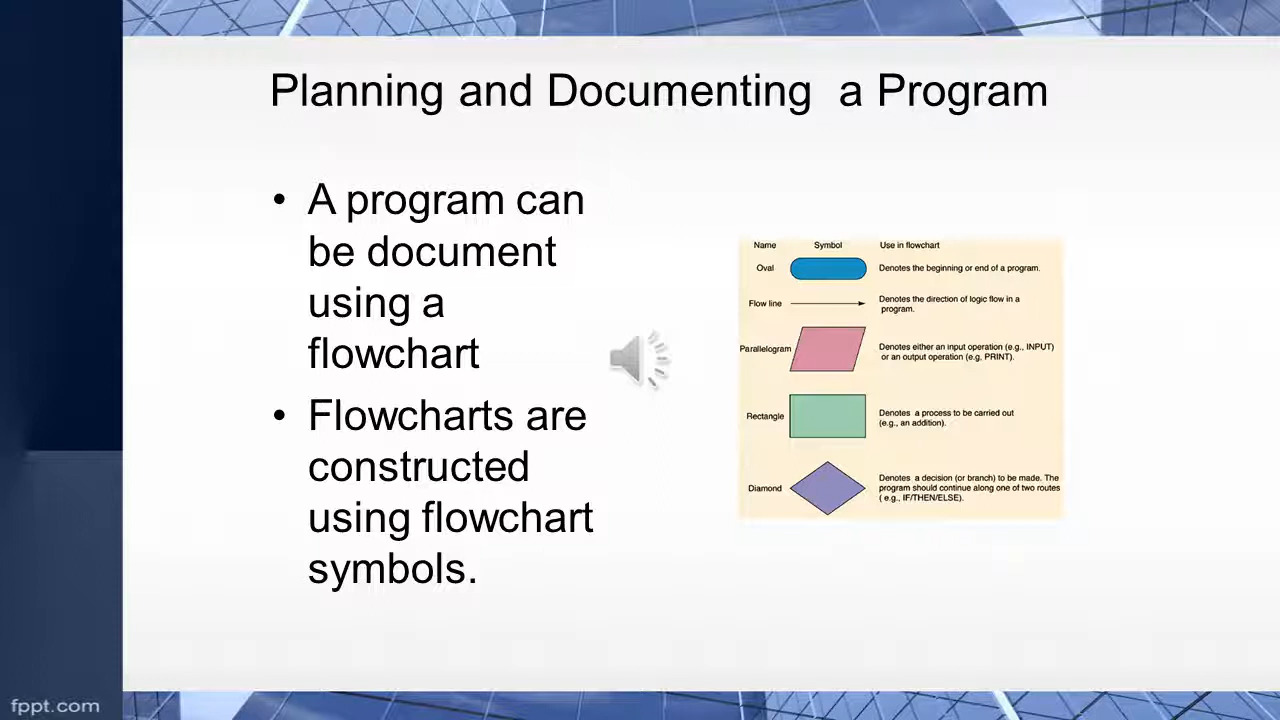 Planning and Documenting  a Program
• A program can
be document
using a
flowchart
• Flowcharts are
constructed
using flowchart
symbols.
Name Symbol Use in flowchart
Oval Denotes the beginning or end of a program.
Flow line Denotes the direction of logic flow in a
program.
Parallelogram Denotes either an input operation (e.g., INPUT)
or an output operation (e.g, PRINT).
Rectangle Denotes  a process to be carried out
(e.g., an addition).
Diamond Denotes  a decision (or branch) to be made. The
program should continue along one of two routes
( e.g., IF/THEN/ELSE).
fppt.com